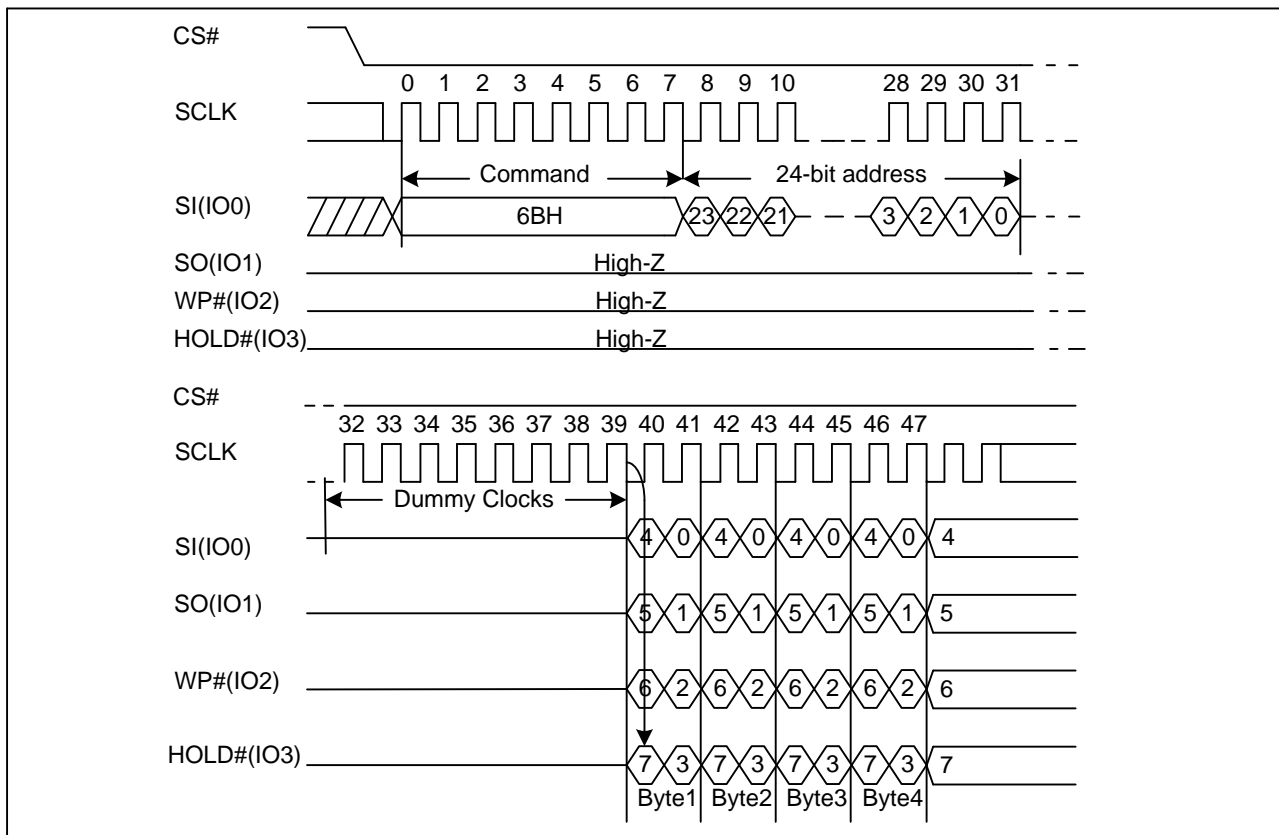 CS#
0 1 2 3 4 5 6 7 8 9 10 28 29 30 31
SCLK
Command 24-bit address
SI(IO0) 6BH 23 22 21 3 2 1 0
SO(IO1) High-Z
WP#(IO2) High-Z
HOLD#(IO3) High-Z
CS#
32 33 34 35 36 37 38 39 40 41 42 43 44 45 46 47
SCLK
Dummy Clocks
SI(IO0) 4 0 4 0 4 0 4 0 4
SO(IO1) 5 1 5 1 5 1 5 1 5
WP#(IO2) 6 2 6 2 6 2 6 2 6
HOLD#(IO3) 7 3 7 3 7 3 7 3 7
Byte1 Byte2 Byte3 Byte4